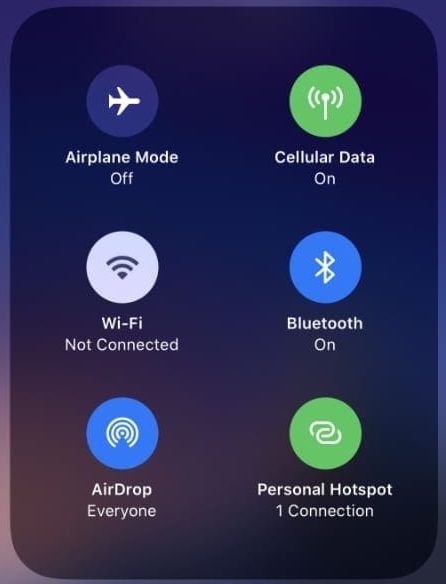 Airplane Mode
Off
Cellular Data
On
Wi-Fi
Not Connected
Bluetooth
On
AirDrop
Everyone
Personal Hotspot
1 Connection